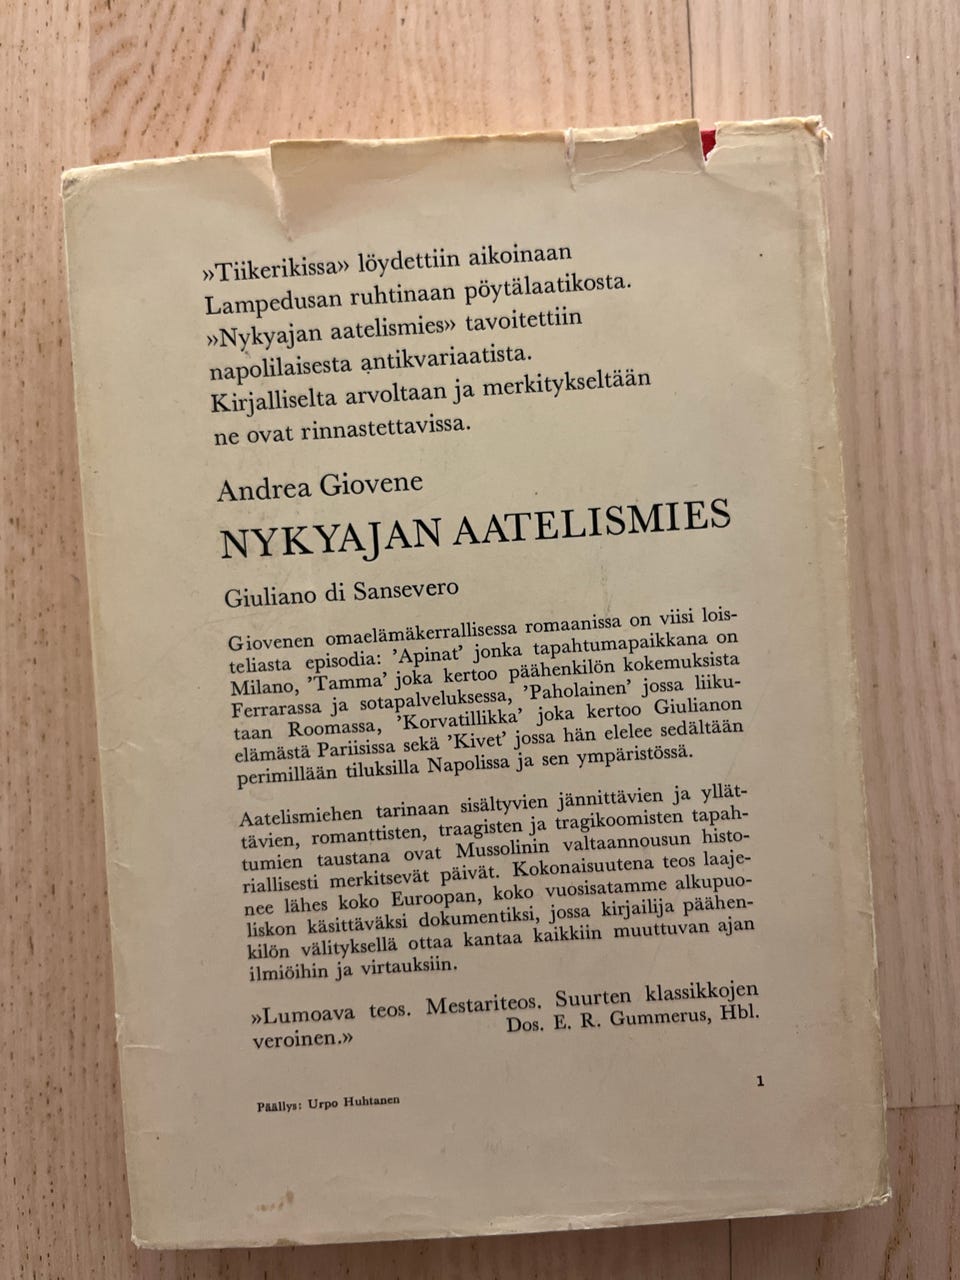 »Tiikerikissa» löydettiin aikoinaan
Lampedusan ruhtinaan pöytälaatikosta.
»Nykyajan aatelismies» tavoitettiin
napolilaisesta antikvariaatista.
Kirjalliselta arvoltaan ja merkitykseltään
ne ovat rinnastettavissa.
Andrea Giovene
NYKYAJAN AATELISMIES
Giuliano di Sansevero
Giovenen omaelämäkerrallisessa romaanissa on viisi lois-
teliasta episodia: 'Apinat' jonka tapahtumapaikkana on
Milano, 'Tamma' joka kertoo päähenkilön kokemuksista
Ferrarassa ja sotapalveluksessa, 'Paholainen' jossa liiku-
taan Roomassa, 'Korvatillikka' joka kertoo Giulianon
elämästä Pariisissa sekä 'Kivet' jossa hän elelee sedältään
perimillään tiluksilla Napolissa ja sen ympäristössä.
Aatelismiehen tarinaan sisältyvien jännittävien ja yllät-
tävien, romanttisten, traagisten ja tragikoomisten tapah-
tumien taustana ovat Mussolinin valtaannousun histo-
riallisesti merkitsevät päivät. Kokonaisuutena teos laaje-
nee lähes koko Euroopan, koko vuosisatamme alkupuo-
liskon käsittäväksi dokumentiksi, jossa kirjailija päähen-
kilön välityksellä ottaa kantaa kaikkiin muuttuvan ajan
ilmiöihin ja virtauksiin.
»Lumoava teos. Mestariteos. Suurten klassikkojen
veroinen.» Dos. E. R. Gummerus, Hbl.
1
Päällys: Urpo Huhtanen